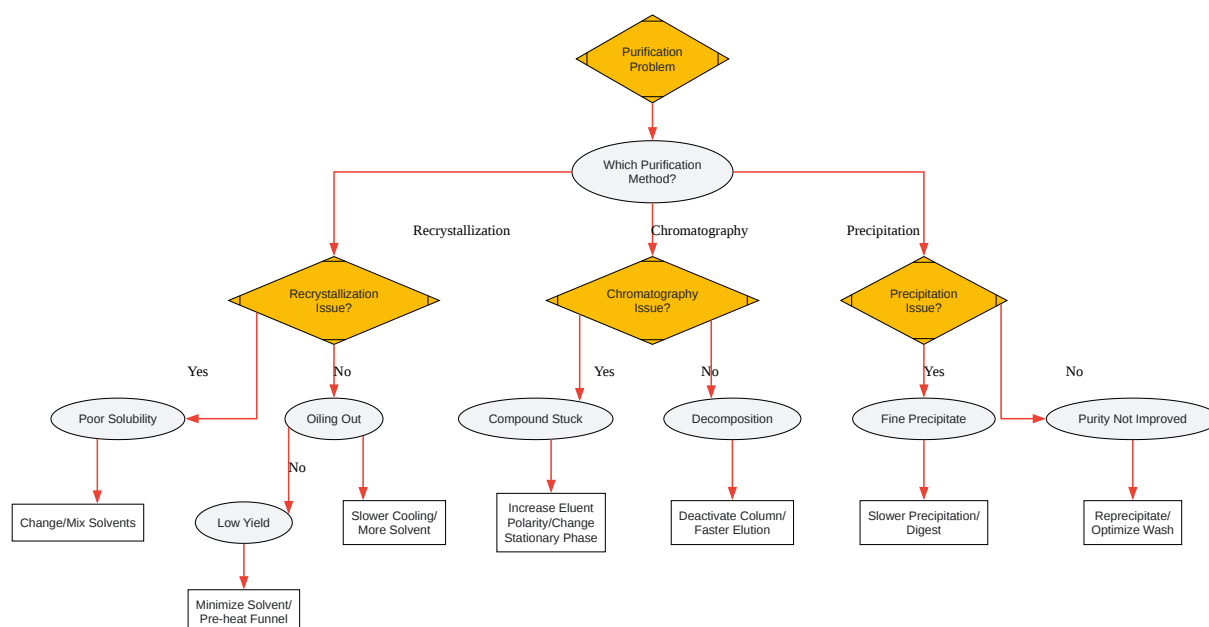 Purification
Problem
Which Purification
Method?
Recrystallization
Chromatography
Precipitation
Recrystallization
Issue?
Chromatography
Issue?
Precipitation
Issue?
Yes
No
Yes
No
Yes
No
Poor Solubility
Oiling Out
Compound Stuck
Decomposition
Fine Precipitate
Purity Not Improved
No
Change/Mix Solvents
Low Yield
Slower Cooling/
More Solvent
Increase Eluent
Polarity/Change
Stationary Phase
Deactivate Column/
Faster Elution
Slower Precipitation/
Digest
Reprecipitate/
Optimize Wash
Minimize Solvent/
Pre-heat Funnel